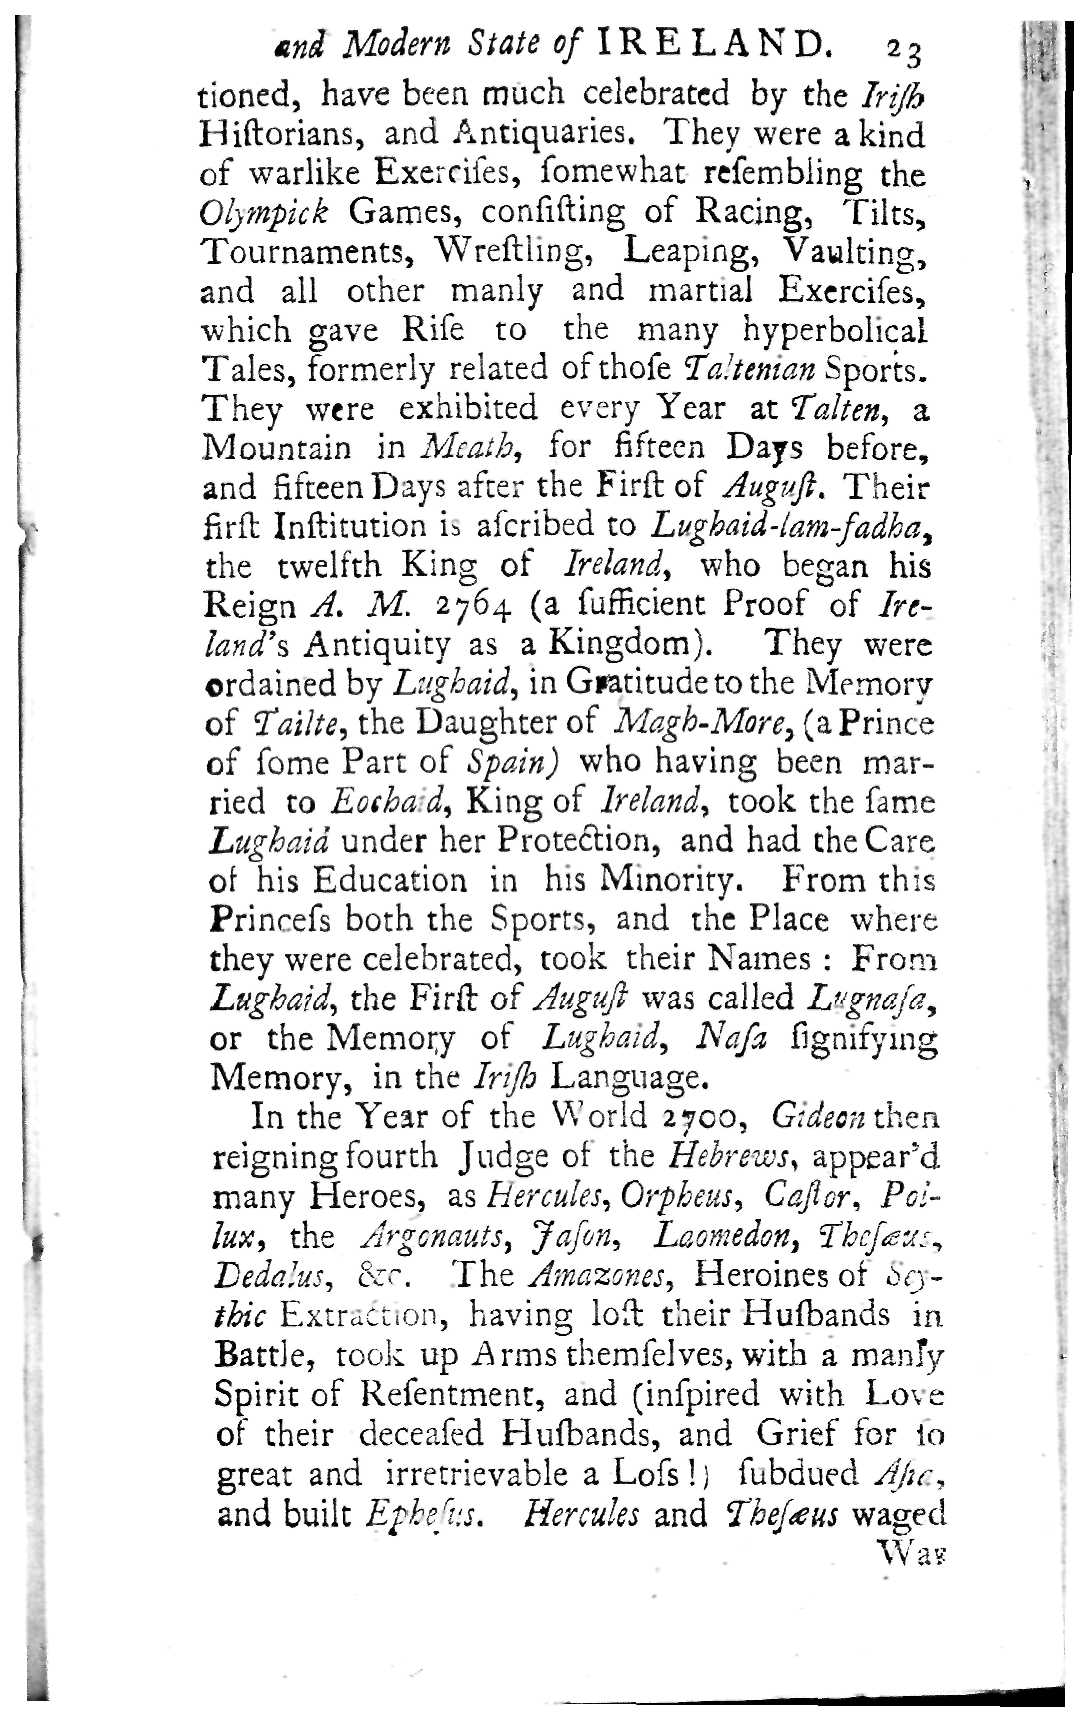 and Modern State of IRELAND. 23
tioned, have been much celebrated by the Iriſh
Hiſtorians, and Antiquaries. They were a kind
of warlike Exerciſes, ſomewhat reſembling the
Olympick Games, conſiſting of Racing, Tilts,
Tournaments, Wreſtling, Leaping, Vaulting,
and all other manly and martial Exerciſes,
which gave Riſe to the many hyperbolical
Tales, formerly related of thoſe Taltenian Sports.
They were exhibited every Year at Talten, a
Mountain in Meath, for fifteen Days before,
and fifteen Days after the Firſt of Auguſt. Their
firſt Inſtitution is aſcribed to Lughaid-lam-fadha,
the twelfth King of Ireland, who began his
Reign A. M. 2764 (a ſufficient Proof of Ire-
land's Antiquity as a Kingdom). They were
ordained by Lughaid, in Gratitude to the Memory
of Tailte, the Daughter of Magh-More, (a Prince
of ſome Part of Spain) who having been mar-
ried to Eochaid, King of Ireland, took the ſame
Lughaid under her Protection, and had the Care
of his Education in his Minority. From this
Princeſs both the Sports, and the Place where
they were celebrated, took their Names : From
Lughaid, the Firſt of Auguſt was called Lugnaſa,
or the Memory of Lughaid, Naſa ſignifying
Memory, in the Iriſh Language.
In the Year of the World 2700, Gideon then
reigning fourth Judge of the Hebrews, appear'd
many Heroes, as Hercules, Orpheus, Caſtor, Pol-
lux, the Argonauts, Jaſon, Laomedon, Theſæus,
Dedalus, &c. The Amazones, Heroines of Scy-
thic Extraction, having loſt their Huſbands in
Battle, took up Arms themſelves, with a manly
Spirit of Reſentment, and (inſpired with Love
of their deceaſed Huſbands, and Grief for ſo
great and irretrievable a Loſs!) ſubdued Aſia,
and built Epheſus. Hercules and Theſæus waged
War